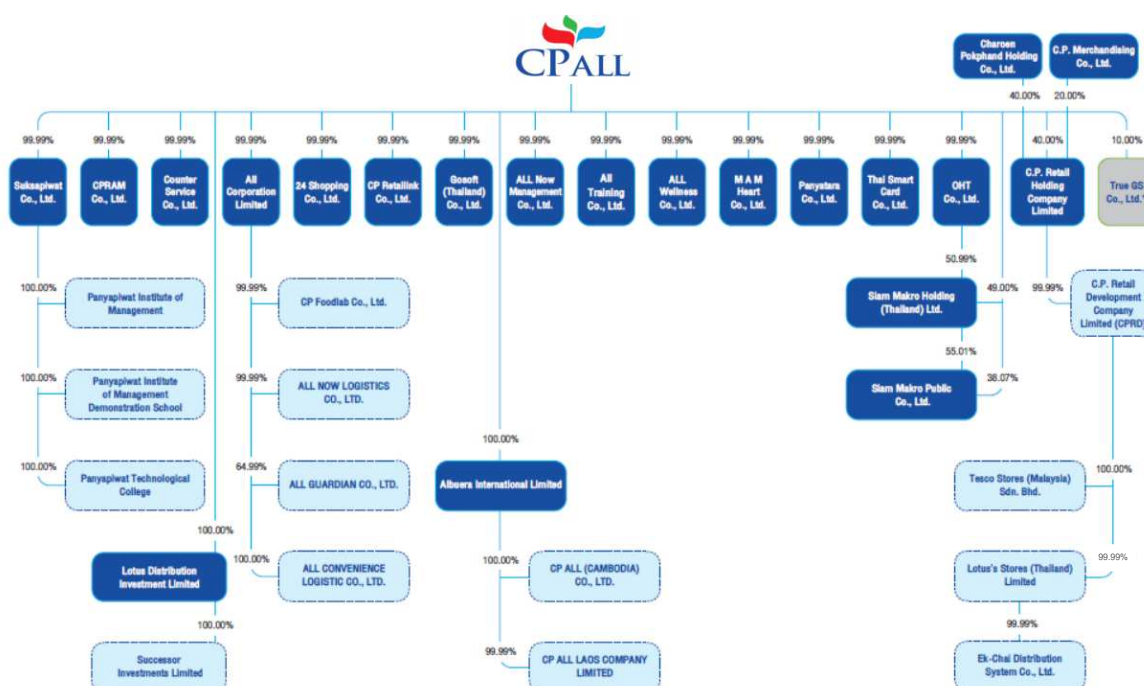 CPALL
Charoen
Pokphand Holding
Co., Ltd.
C.P. Merchandising
Co., Ltd.
40.00%
20.00%
99.99%
99.99%
99.99%
99.99%
99.99%
99.99%
99.99%
99.99%
99.99%
99.99%
99.99%
99.99%
99.99%
99.99%
40.00%
10.00%
Suksapiwat
Co., Ltd.
CPRAM
Co., Ltd.
Counter
Service
Co., Ltd.
All
Corporation
Limited
24 Shopping
Co., Ltd.
CP Retailink
Co., Ltd.
Gosoft
(Thailand)
Co., Ltd.
ALL Now
Management
Co., Ltd.
All
Training
Co., Ltd.
ALL
Wellness
Co., Ltd.
M A M
Heart
Co., Ltd.
Panyatara
Co., Ltd.
Thai Smart
Card
Co., Ltd.
OHT
Co., Ltd.
C.P. Retail
Holding
Company
Limited
True GS
Co., Ltd.*
100.00%
Panyapiwat Institute of
Management
99.99%
CP Foodlab Co., Ltd.
50.99%
Siam Makro Holding
(Thailand) Ltd.
49.00%
99.99%
C.P. Retail
Development
Company
Limited (CPRD)
100.00%
Panyapiwat Institute
of Management
Demonstration School
99.99%
ALL NOW LOGISTICS
CO., LTD.
55.01%
Siam Makro Public
Co., Ltd.
38.07%
100.00%
Panyapiwat Technological
College
64.99%
ALL GUARDIAN CO., LTD.
100.00%
Albuera International Limited
Tesco Stores (Malaysia)
Sdn. Bhd.
100.00%
100.00%
Lotus Distribution
Investment Limited
100.00%
ALL CONVENIENCE
LOGISTIC CO., LTD.
100.00%
CP ALL (CAMBODIA)
CO., LTD.
Lotus's Stores (Thailand)
Limited
99.99%
100.00%
Successor
Investments Limited
99.99%
CP ALL LAOS COMPANY
LIMITED
99.99%
Ek-Chai Distribution
System Co., Ltd.